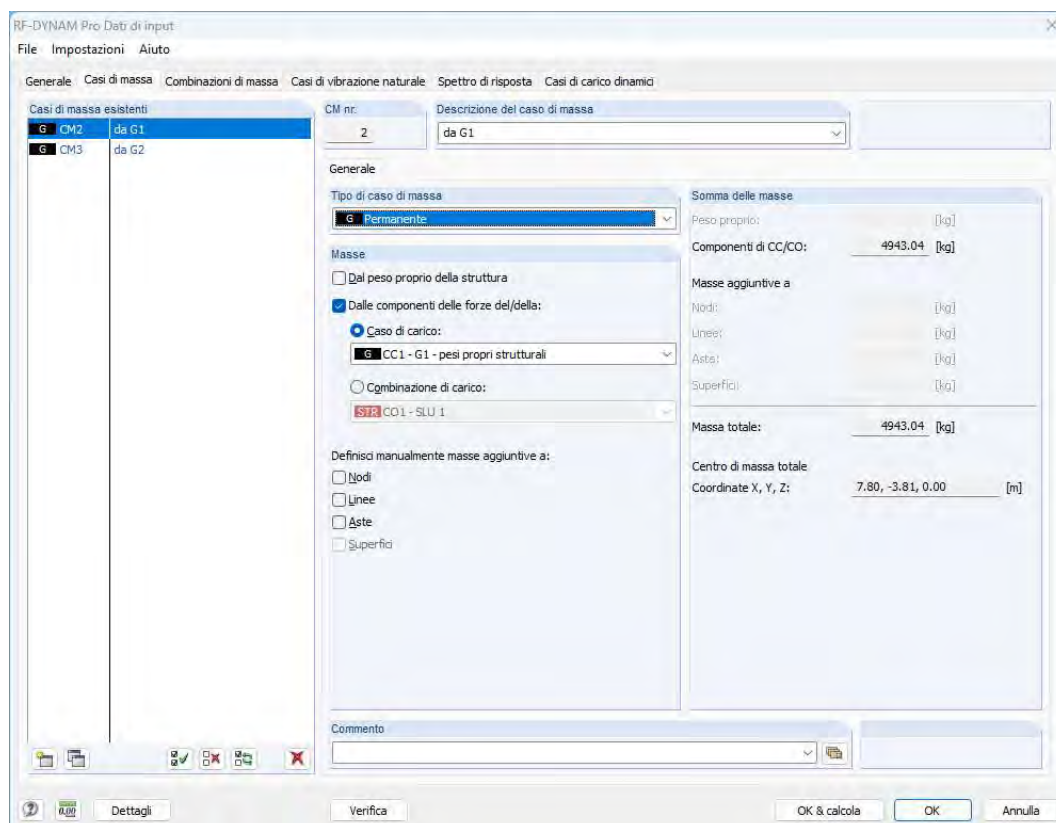 RF-DYNAM Pro Dati di input
File Impostazioni Aiuto
Generale Casi di massa Combinazioni di massa Casi di vibrazione naturale Spettro di risposta Casi di carico dinamici
Casi di massa esistenti
G CM2 da G1
G CM3 da G2
CM nr.
2
Descrizione del caso di massa
da G1
Generale
Tipo di caso di massa
G Permanente
Masse
Dal peso proprio della struttura
Dalle componenti delle forze del/della:
Caso di carico:
G CC1 - G1 - pesi propri strutturali
Combinazione di carico:
STR CO1 - SLU 1
Definisci manualmente masse aggiuntive a:
Nodi
Linee
Aste
Superfici
Somma delle masse
Peso proprio: [kg]
Componenti di CC/CO: 4943.04 [kg]
Masse aggiuntive a
Nodi: [kg]
Linee: [kg]
Aste: [kg]
Superfici: [kg]
Massa totale: 4943.04 [kg]
Centro di massa totale
Coordinate X, Y, Z: 7.80, -3.81, 0.00 [m]
Commento
0.00 Dettagli Verifica OK & calcola OK Annulla